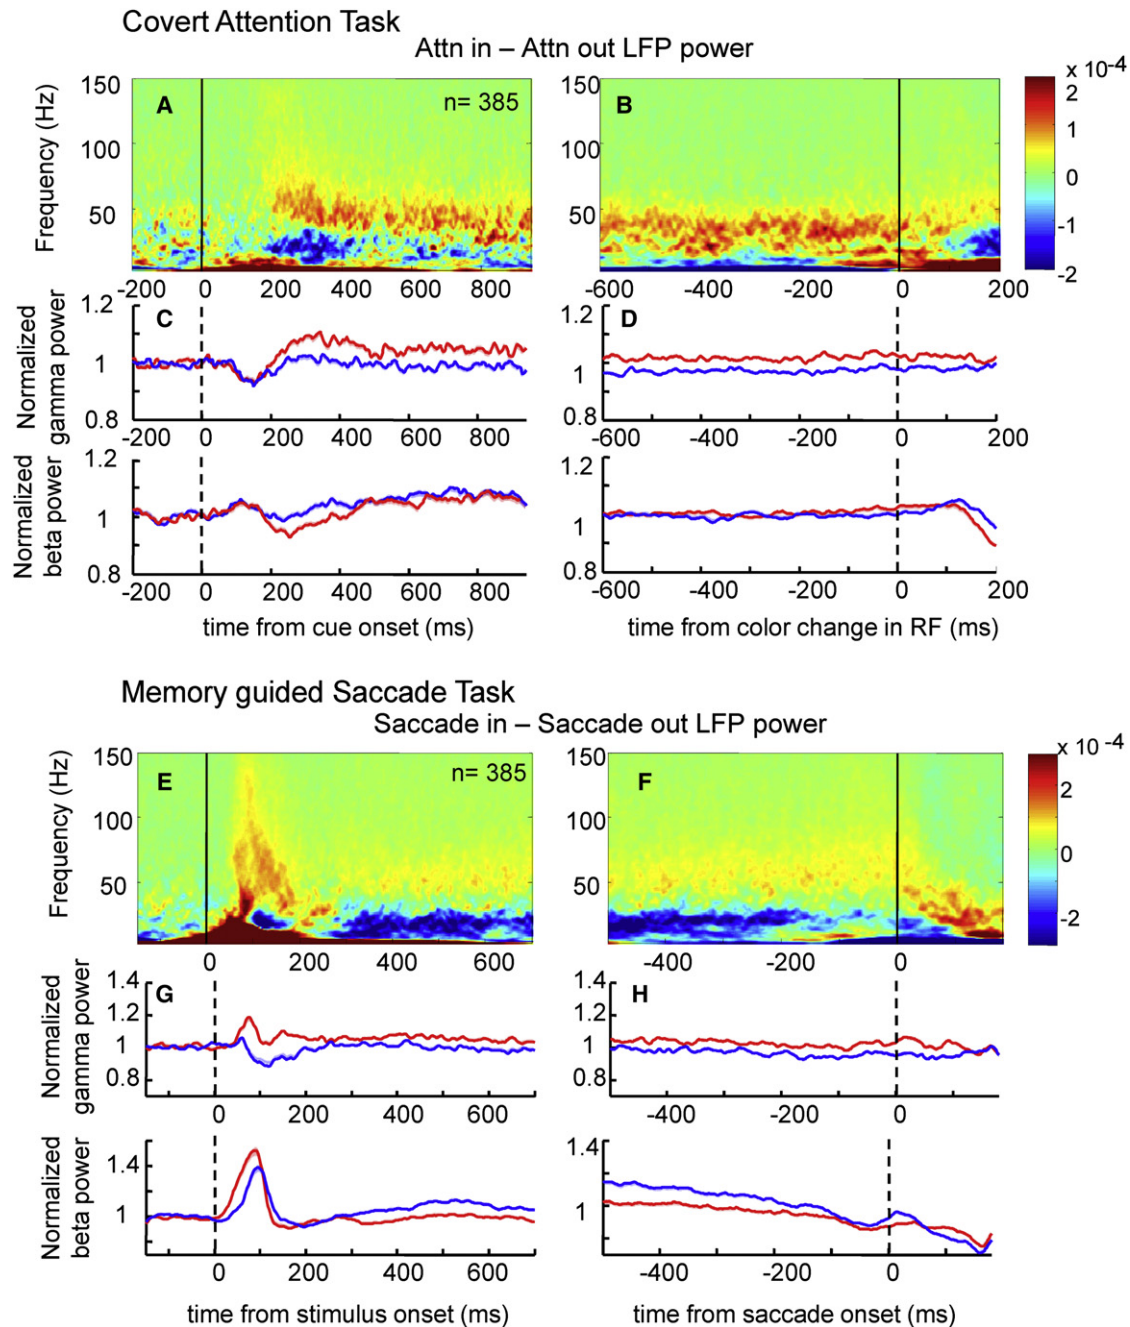 Covert Attention Task
Attn in – Attn out LFP power
Frequency (Hz)
150
100
50
A
n= 385
-200 0 200 400 600 800
150
100
50
B
-600 -400 -200 0 200
x 10-4
2
1
0
-1
-2
Normalized
gamma power
1.2
1
0.8
C
-200 0 200 400 600 800
1.2
1
0.8
D
-600 -400 -200 0 200
Normalized
beta power
1.2
1
0.8
-200 0 200 400 600 800
time from cue onset (ms)
1.2
1
0.8
-600 -400 -200 0 200
time from color change in RF (ms)
Memory guided Saccade Task
Saccade in – Saccade out LFP power
Frequency (Hz)
150
100
50
E
n= 385
0 200 400 600
150
100
50
F
-400 -200 0
x 10 -4
2
0
-2
Normalized
gamma power
1.4
1.2
1
0.8
G
0 200 400 600
1.4
1.2
1
0.8
H
-400 -200 0
Normalized
beta power
1.4
1
0 200 400 600
time from stimulus onset (ms)
1.4
1
-400 -200 0
time from saccade onset (ms)